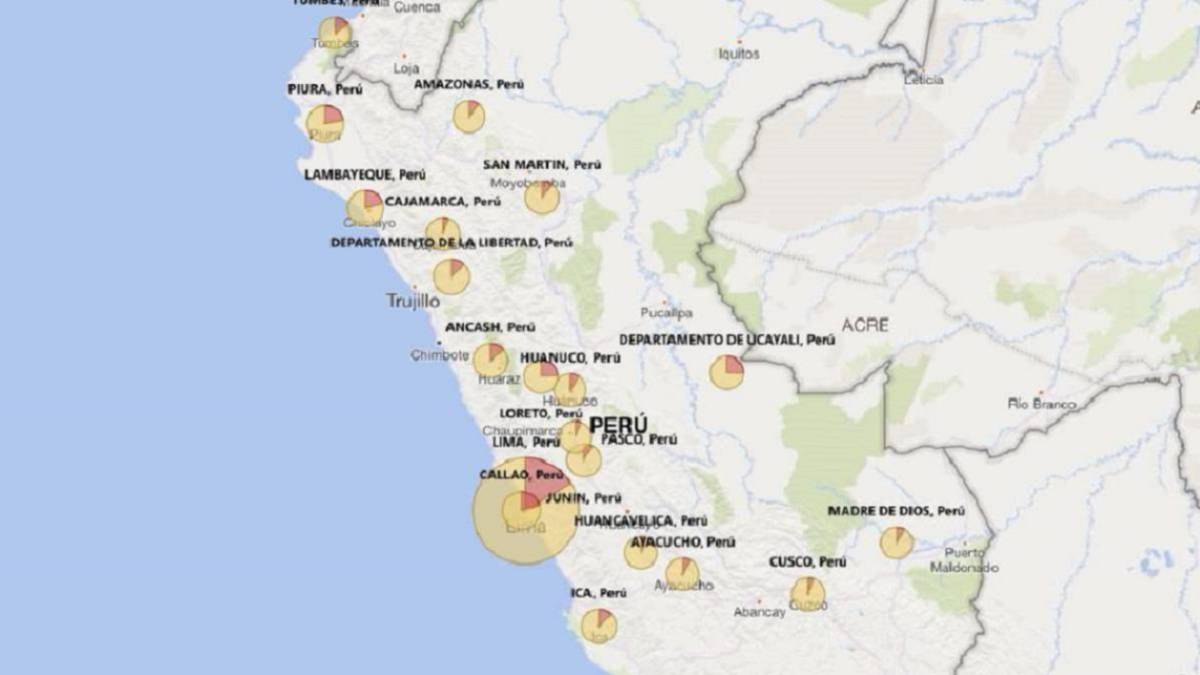 TUMBES, Perú
Cuenca
Tumbes
Loja
Iquitos
Leticia
AMAZONAS, Perú
PIURA, Perú
Piura
SAN MARTIN, Perú
Moyobamba
LAMBAYEQUE, Perú
CAJAMARCA, Perú
Chiclayo
DEPARTAMENTO DE LA LIBERTAD, Perú
Trujillo
Pucallpa
ACRE
ANCASH, Perú
DEPARTAMENTO DE UCAYALI, Perú
Chimbote
HUANUCO, Perú
Huaraz
Huánuco
Río Branco
LORETO, Perú
PERÚ
Chaupimarca
LIMA, Perú
PASCO, Perú
CALLAO, Perú
JUNIN, Perú
Lima
MADRE DE DIOS, Perú
HUANCAVELICA, Perú
AYACUCHO, Perú
Puerto
Maldonado
CUSCO, Perú
Ayacucho
ICA, Perú
Abancay
Cuzco
Ica